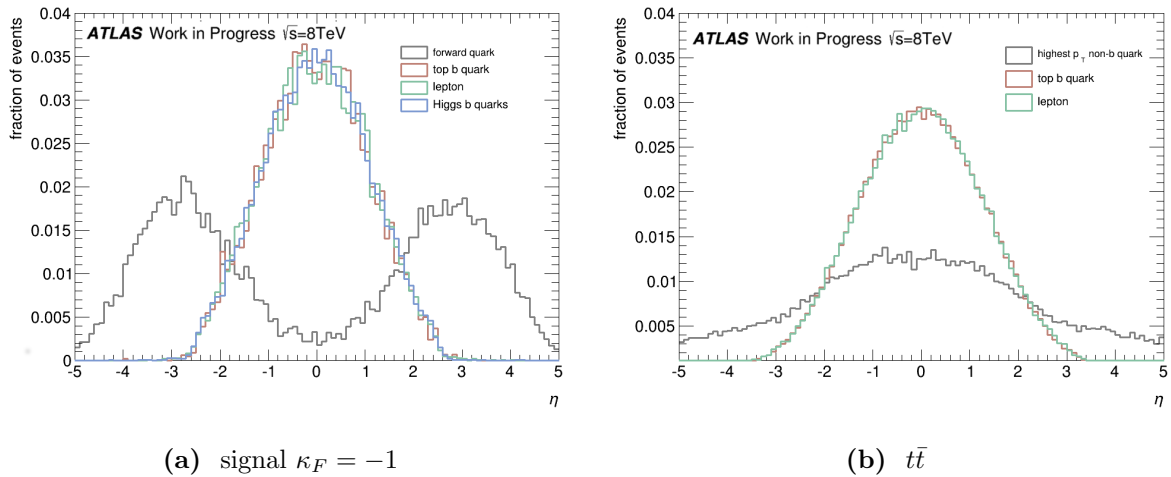 ATLAS Work in Progress √s=8TeV
forward quark
top b quark
lepton
Higgs b quarks
fraction of events
0.04
0.035
0.03
0.025
0.02
0.015
0.01
0.005
0
-5 -4 -3 -2 -1 0 1 2 3 4 5
η
(a) signal κ_F = −1
ATLAS Work in Progress √s=8TeV
highest p_T non-b quark
top b quark
lepton
fraction of events
0.04
0.035
0.03
0.025
0.02
0.015
0.01
0.005
-5 -4 -3 -2 -1 0 1 2 3 4 5
η
(b) tt̄